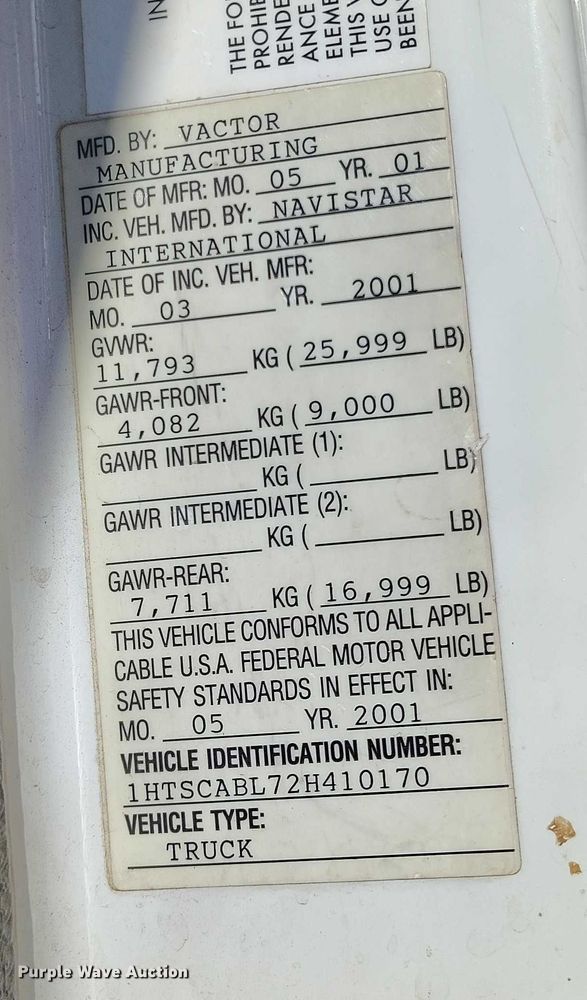 IN
THE FO
PROHIE
RENDE
ANCE
ELEME
THIS V
USE
BEEN
MFD. BY: VACTOR
MANUFACTURING
DATE OF MFR: MO. 05 YR. 01
INC. VEH. MFD. BY: NAVISTAR
INTERNATIONAL
DATE OF INC. VEH. MFR:
MO. 03 YR. 2001
GVWR:
11,793 KG ( 25,999 LB)
GAWR-FRONT:
4,082 KG ( 9,000 LB)
GAWR INTERMEDIATE (1):
KG ( LB)
GAWR INTERMEDIATE (2):
KG ( LB)
GAWR-REAR:
7,711 KG ( 16,999 LB)
THIS VEHICLE CONFORMS TO ALL APPLI-
CABLE U.S.A. FEDERAL MOTOR VEHICLE
SAFETY STANDARDS IN EFFECT IN:
MO. 05 YR. 2001
VEHICLE IDENTIFICATION NUMBER:
1HTSCABL72H410170
VEHICLE TYPE:
TRUCK
Purple Wave Auction